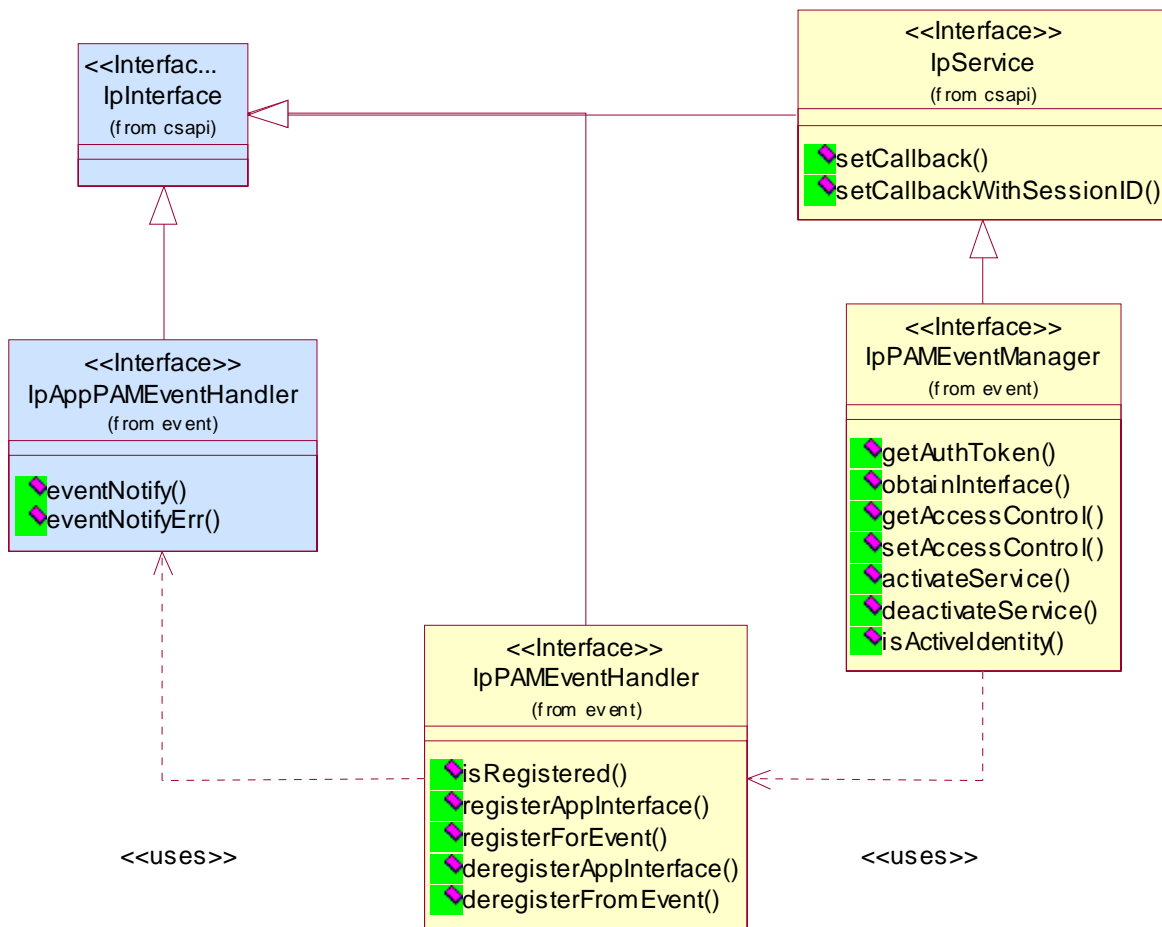 <<Interfac...
IpInterface
(from csapi)
<<Interface>>
IpService
(from csapi)
setCallback()
setCallbackWithSessionID()
<<Interface>>
IpAppPAMEventHandler
(from event)
eventNotify()
eventNotifyErr()
<<Interface>>
IpPAMEventManager
(from event)
getAuthToken()
obtainInterface()
getAccessControl()
setAccessControl()
activateService()
deactivateService()
isActiveIdentity()
<<Interface>>
IpPAMEventHandler
(from event)
isRegistered()
registerAppInterface()
registerForEvent()
deregisterAppInterface()
deregisterFromEvent()
<<uses>>
<<uses>>